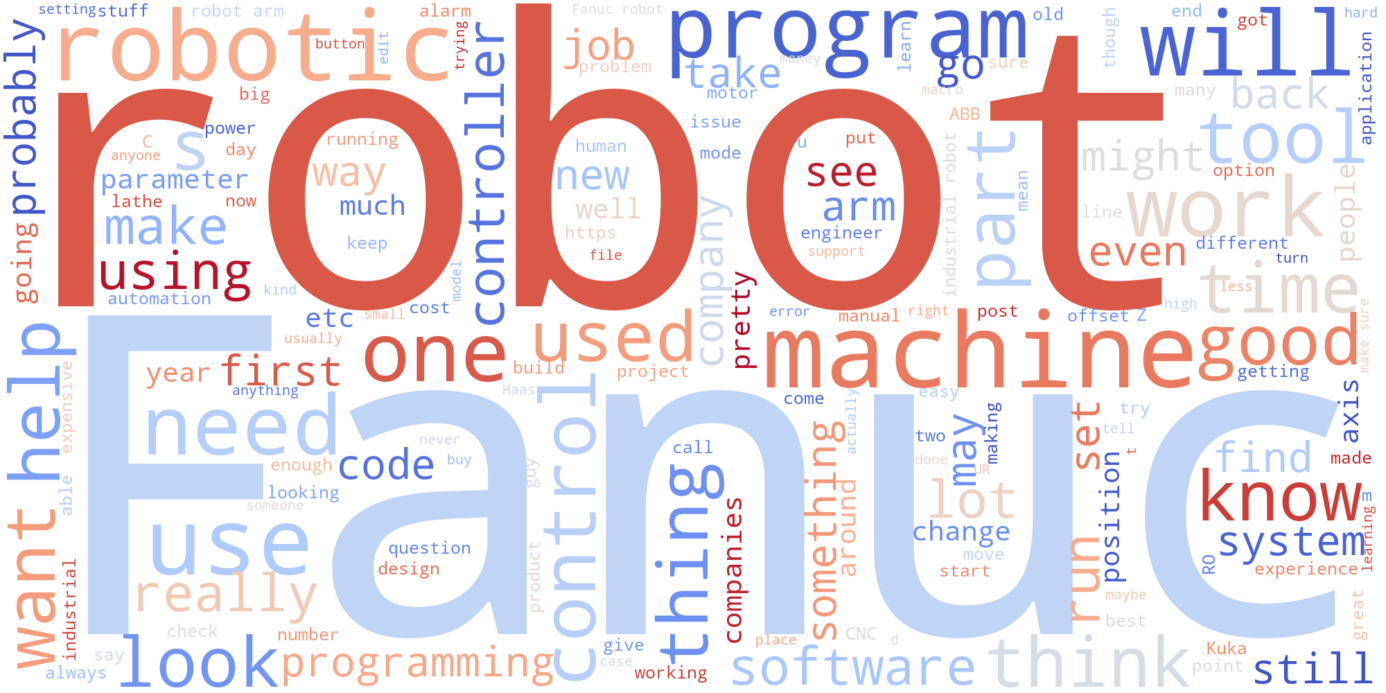 setting stuff
robot arm
alarm
Fanuc robot
program
old
end
got
hard
probably
robotic
button
edit
trying
controller
job
problem
take
money
motor
macro
learn
go
sure
though
will
many
back
application
robot
big
C
anyone
s
power
day
running
way
parameter
lathe
now
much
make
keep
going
using
automation
kind
human
new
well
https
file
issue
mode
u
put
see
arm
engineer
support
company
ABB
industrial robot
part
mean
might
tool
option
work
line
people
even
different
turn
time
less
high
etc
small
cost
model
usually
pretty
error
manual
right
post
offset
Z
make sure
help
expensive
year
first
one
used
build
project
machine
good
getting
Fanuc
anything
Haas
come
easy
need
enough
code
never
buy
looking
someone
guy
control
call
thing
companies
something
actually
around
two
may
making
done
UR
lot
set
try
tell
t
find
axis
made
able
want
use
question
design
really
product
change
move
start
run
position
know
system
m
learning
RO
experience
industrial
check
number
maybe
best
great
always
say
look
programming
give
case
working
place
CNC
d
software
think
Kuka
point
still